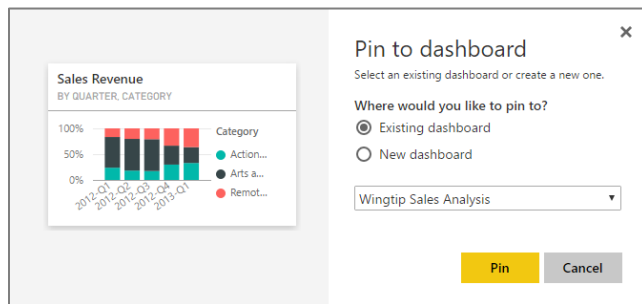 Sales Revenue
BY QUARTER, CATEGORY
100%
50%
0%
2012-Q1
2012-Q2
2012-Q3
2012-Q4
2013-Q1
Category
Action...
Arts a...
Remot...
Pin to dashboard
Select an existing dashboard or create a new one.
Where would you like to pin to?
Existing dashboard
New dashboard
Wingtip Sales Analysis
Pin
Cancel